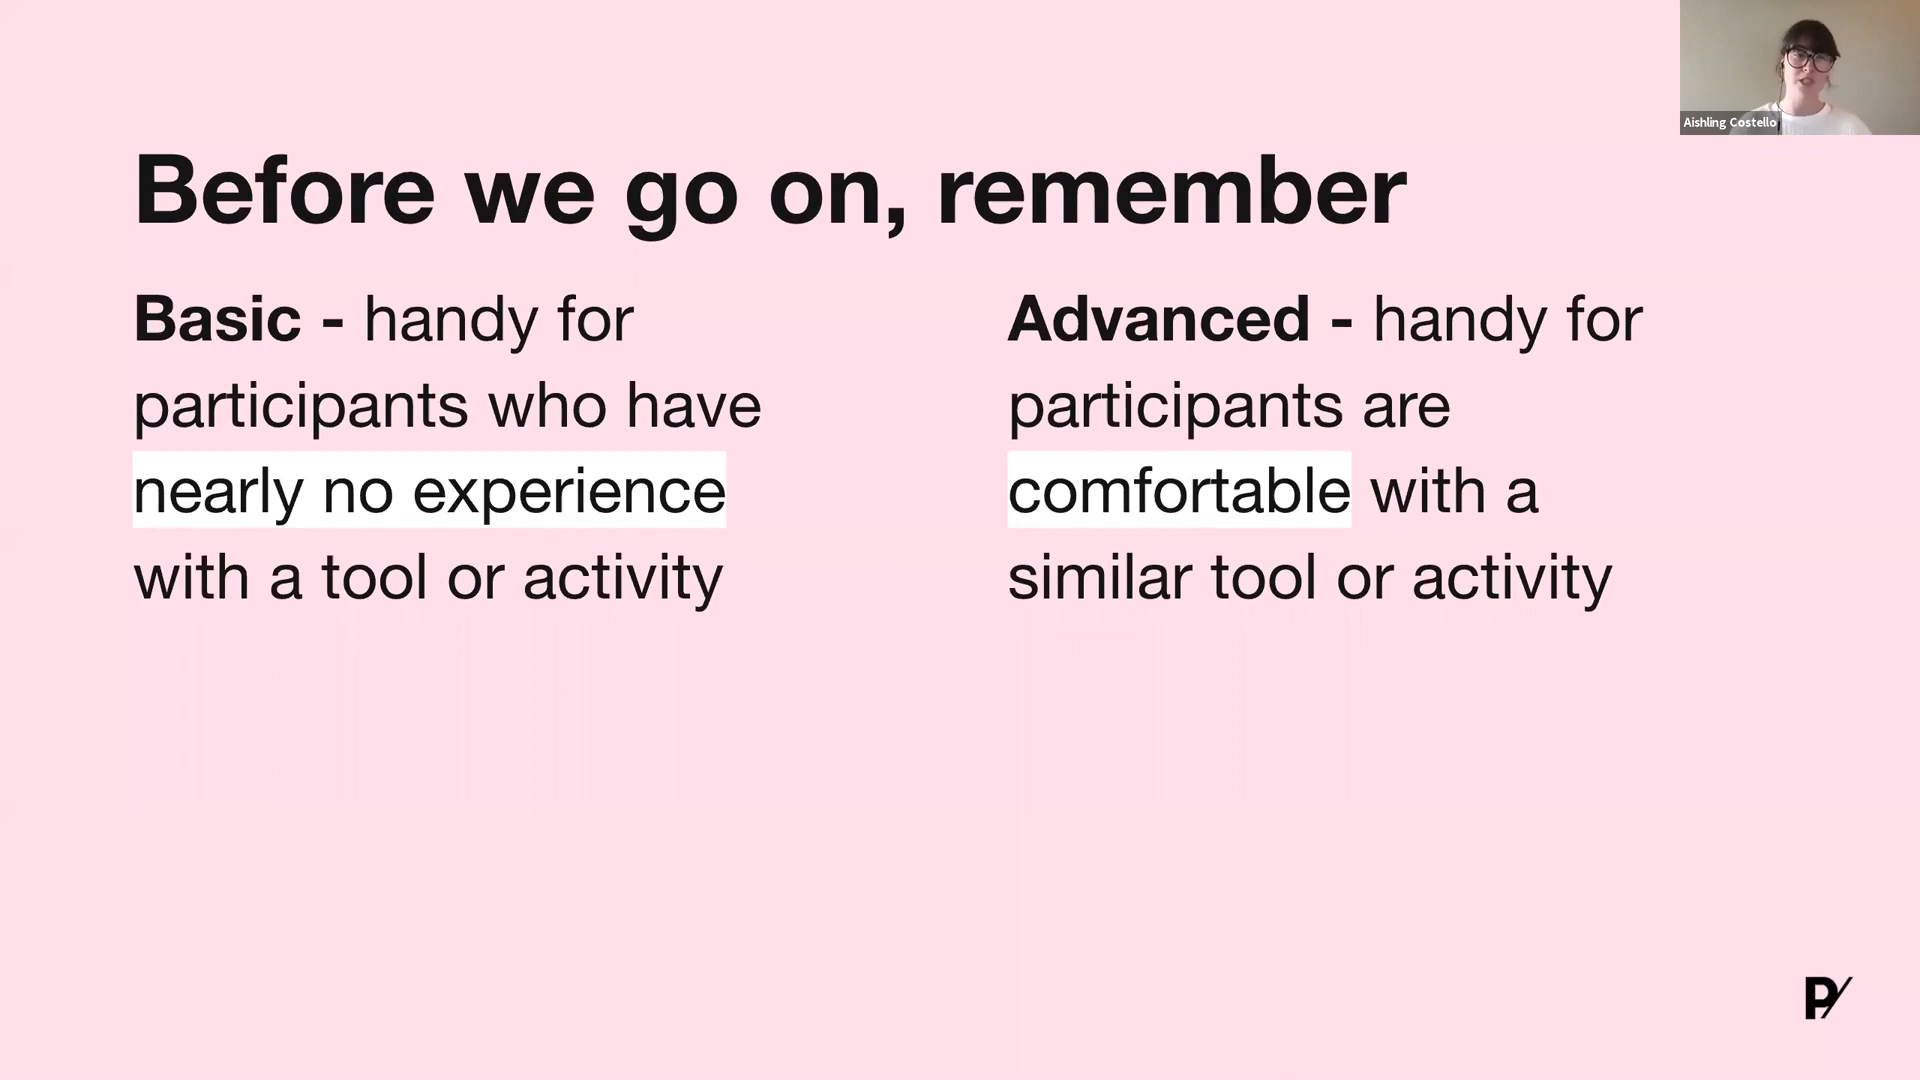 Aishling Costello
Before we go on, remember
Basic - handy for
participants who have
nearly no experience
with a tool or activity
Advanced - handy for
participants are
comfortable with a
similar tool or activity
P/